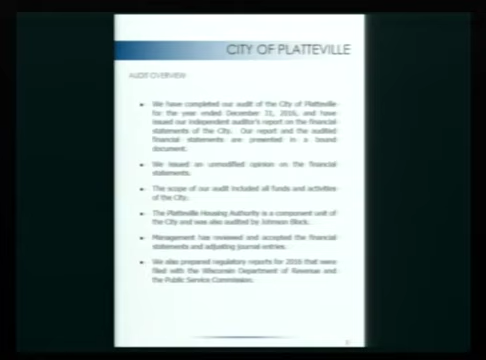 CITY OF PLATTEVILLE
AUDIT OVERVIEW
We have completed our audit of the City of Platteville
for the year ended December 31, 2016, and have
issued our independent auditor's report on the financial
statements of the City. Our report and the audited
financial statements are presented in a bound
document.
We issued an unmodified opinion on the financial
statements.
The scope of our audit included all funds and activities
of the City.
The Platteville Housing Authority is a component unit of
the City and was also audited by Johnson Block.
Management has reviewed and accepted the financial
statements and adjusting journal entries.
We also prepared regulatory reports for 2016 that were
filed with the Wisconsin Department of Revenue and
the Public Service Commission.